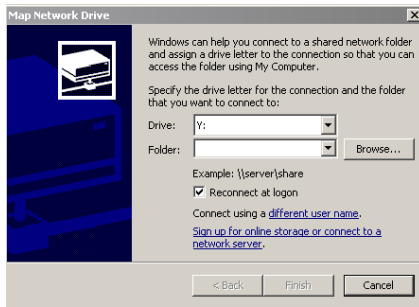 Map Network Drive
Windows can help you connect to a shared network folder
and assign a drive letter to the connection so that you can
access the folder using My Computer.
Specify the drive letter for the connection and the folder
that you want to connect to:
Drive: Y:
Folder: Browse...
Example: \\server\share
Reconnect at logon
Connect using a different user name.
Sign up for online storage or connect to a
network server.
< Back Finish Cancel